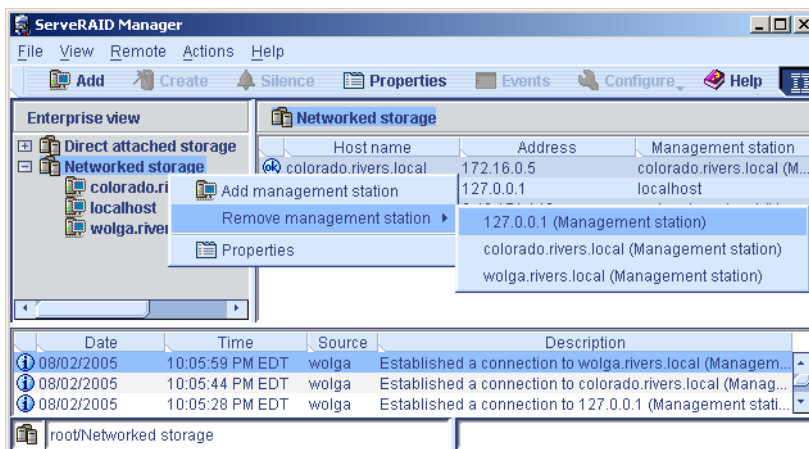 ServeRAID Manager
File View Remote Actions Help
Add Create Silence Properties Events Configure Help
Enterprise view
Networked storage
Direct attached storage
Networked storage
colorado.ri
localhost
wolga.river
Host name Address Management station
colorado.rivers.local 172.16.0.5 colorado.rivers.local (M...
127.0.0.1 localhost
Add management station
Remove management station
Properties
127.0.0.1 (Management station)
colorado.rivers.local (Management station)
wolga.rivers.local (Management station)
Date Time Source Description
08/02/2005 10:05:59 PM EDT wolga Established a connection to wolga.rivers.local (Managem...
08/02/2005 10:05:44 PM EDT wolga Established a connection to colorado.rivers.local (Manag...
08/02/2005 10:05:28 PM EDT wolga Established a connection to 127.0.0.1 (Management stati...
root/Networked storage